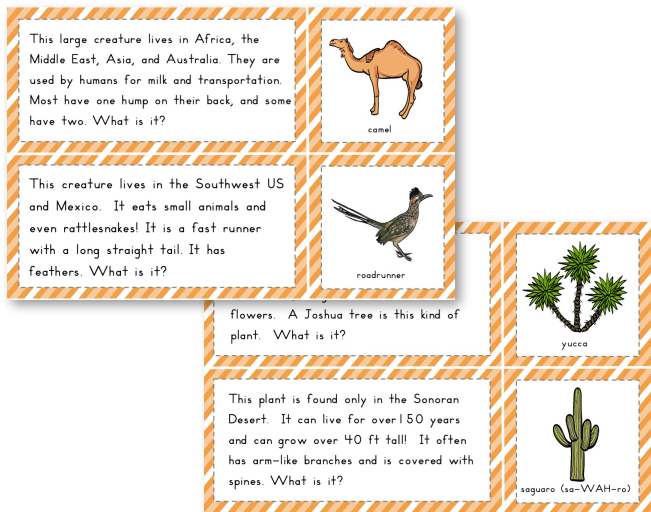 This large creature lives in Africa, the
Middle East, Asia, and Australia. They are
used by humans for milk and transportation.
Most have one hump on their back, and some
have two. What is it?
camel
This creature lives in the Southwest US
and Mexico. It eats small animals and
even rattlesnakes! It is a fast runner
with a long straight tail. It has
feathers. What is it?
roadrunner
flowers. A Joshua tree is this kind of
plant. What is it?
yucca
This plant is found only in the Sonoran
Desert. It can live for over 150 years
and can grow over 40 ft tall! It often
has arm-like branches and is covered with
spines. What is it?
saguaro (sa-WAH-ro)